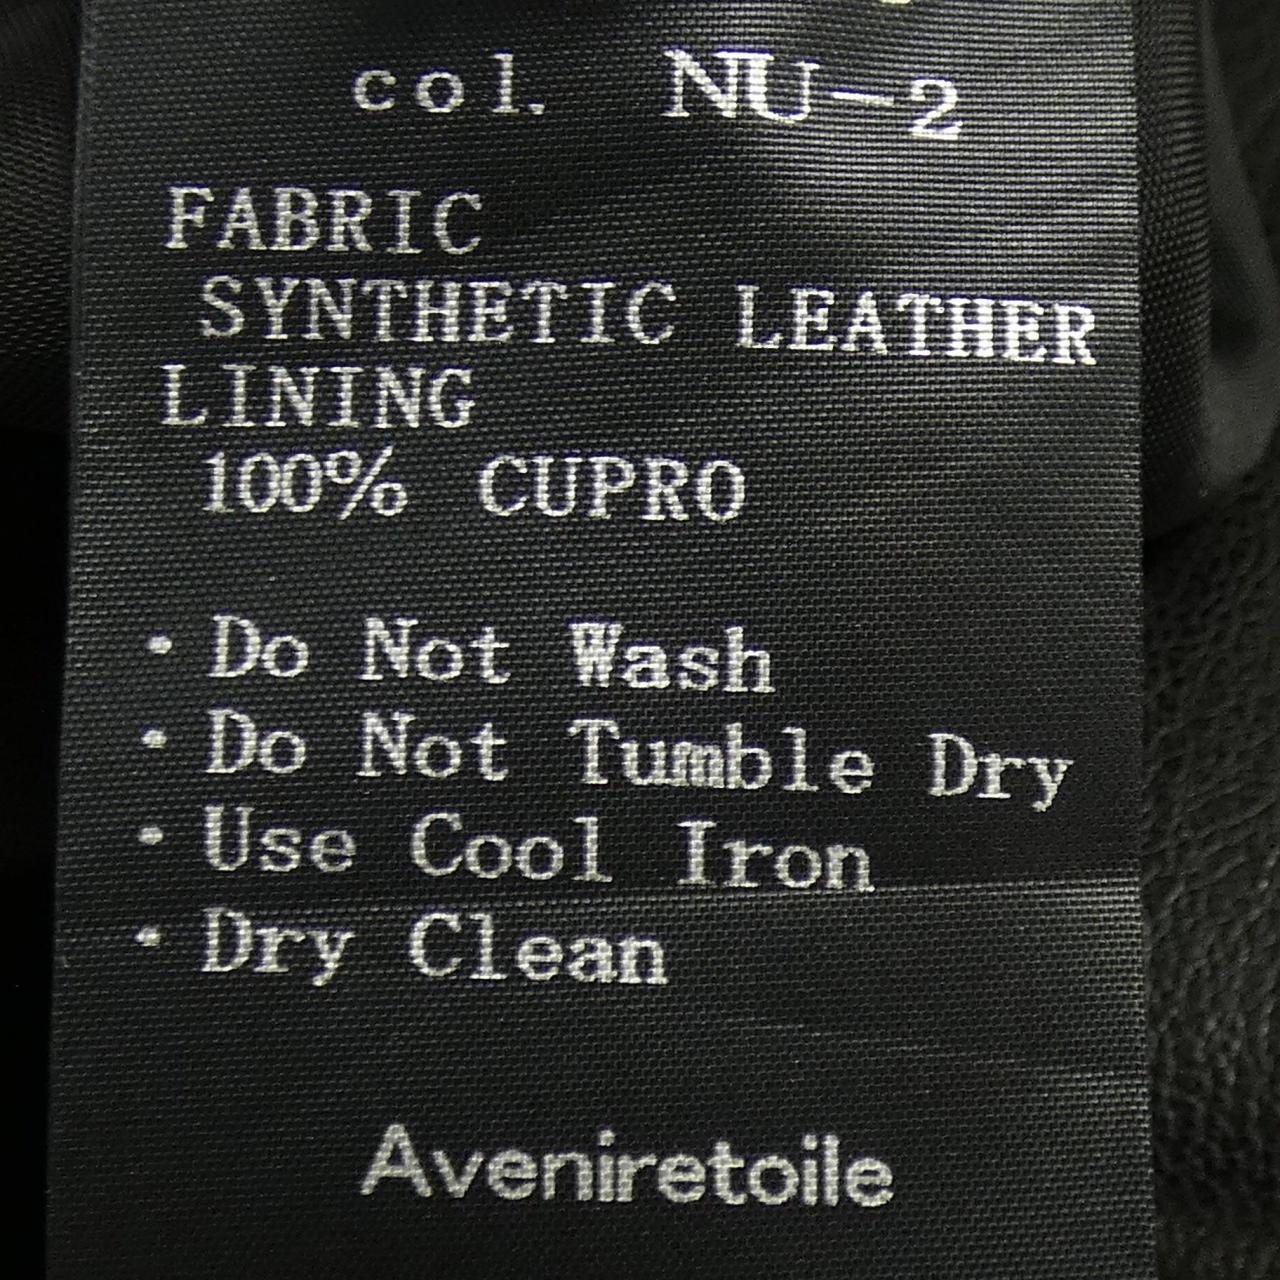 col. NU-2
FABRIC
SYNTHETIC LEATHER
LINING
100% CUPRO
・Do Not Wash
・Do Not Tumble Dry
・Use Cool Iron
・Dry Clean
Aveniretoile